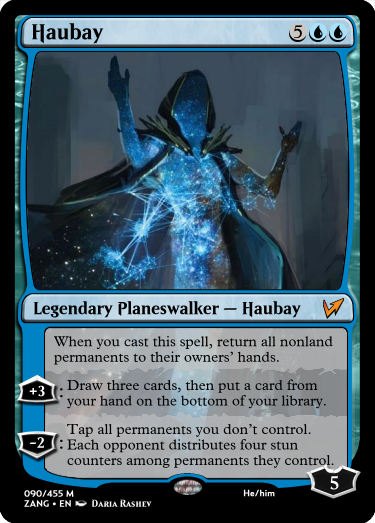 Haubay 5
Legendary Planeswalker — Haubay
When you cast this spell, return all nonland
permanents to their owners' hands.
+3: Draw three cards, then put a card from
your hand on the bottom of your library.
Tap all permanents you don't control.
-2: Each opponent distributes four stun
counters among permanents they control.
5
090/455 M He/him
ZANG • EN Daria Rashev